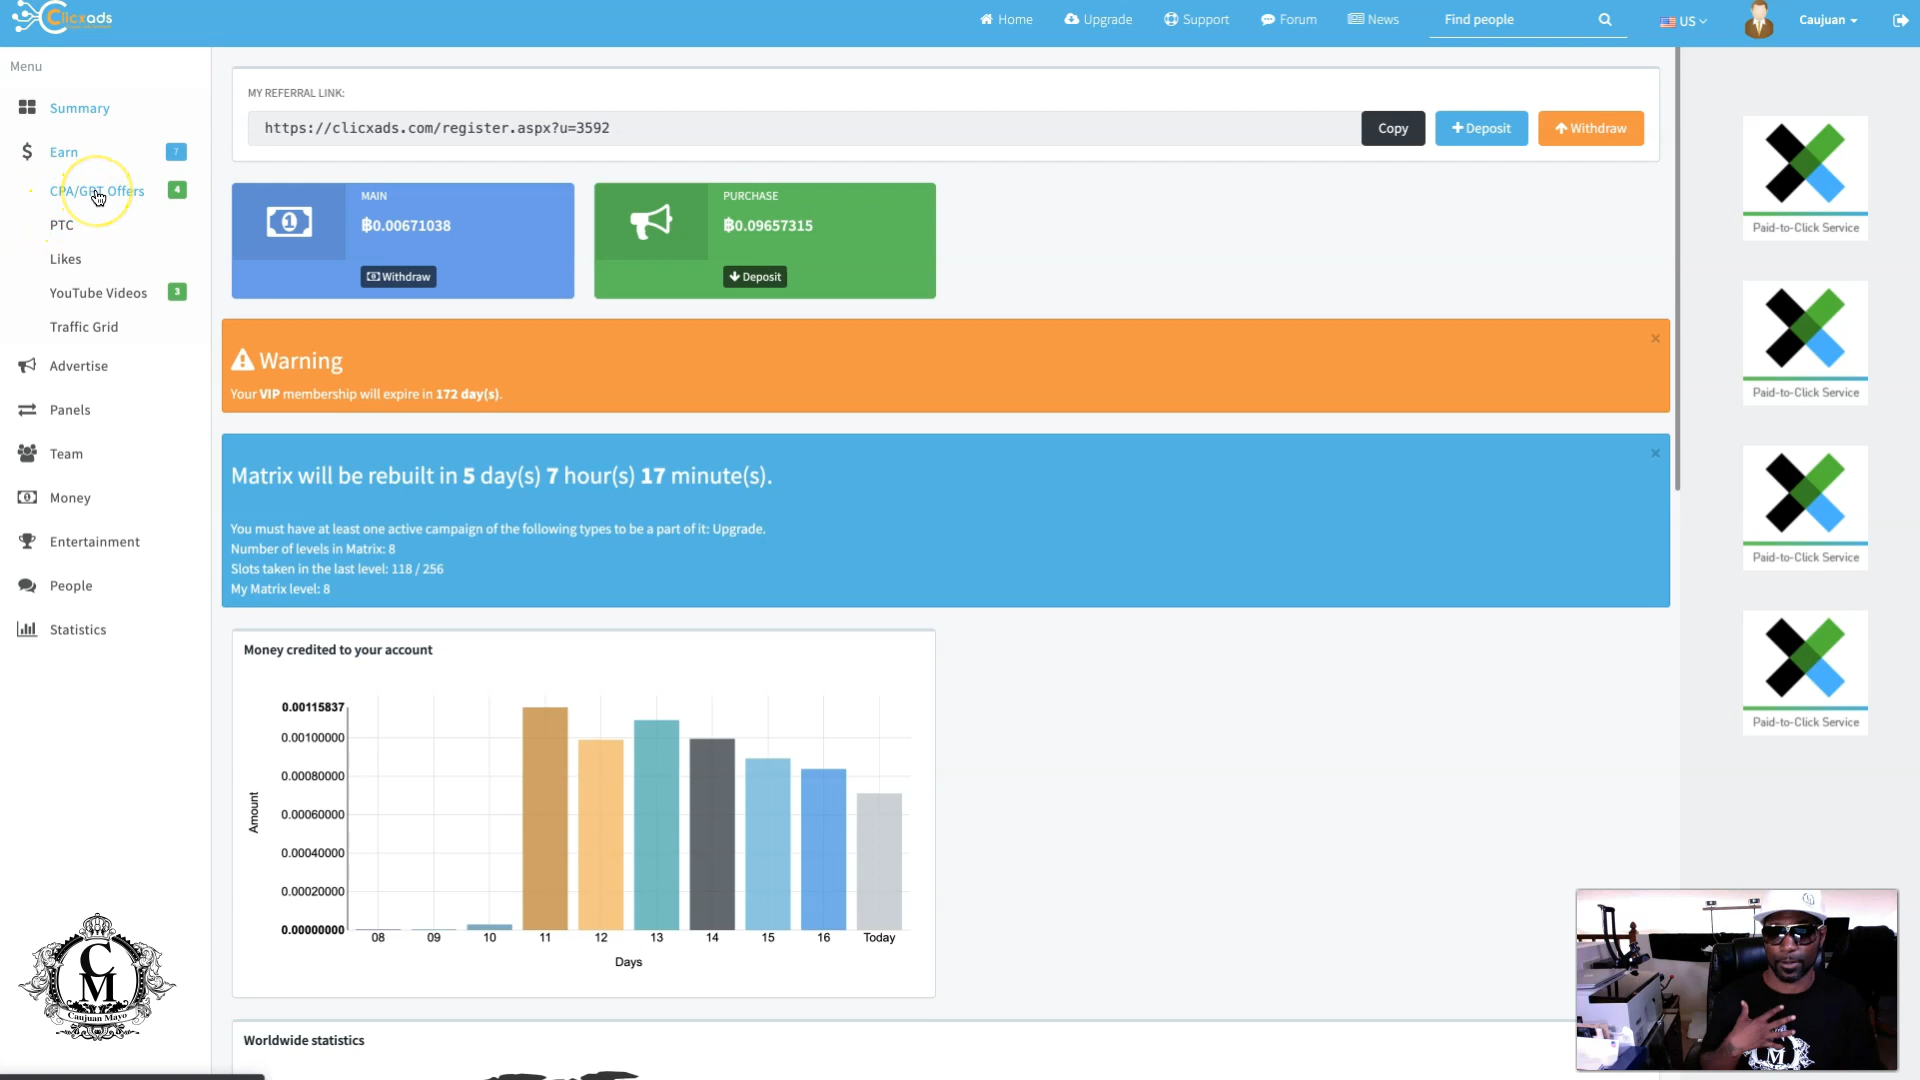 Clicxads
Home
Upgrade
Support
Forum
News
Find people
US
Caujuan
Menu
Summary
Earn
7
CPA/GPT Offers
4
PTC
Likes
YouTube Videos
3
Traffic Grid
Advertise
Panels
Team
Money
Entertainment
People
Statistics
MY REFERRAL LINK:
https://clicxads.com/register.aspx?u=3592
Copy
+Deposit
Withdraw
MAIN
฿0.00671038
Withdraw
PURCHASE
฿0.09657315
Deposit
Warning
×
Your VIP membership will expire in 172 day(s).
×
Matrix will be rebuilt in 5 day(s) 7 hour(s) 17 minute(s).
You must have at least one active campaign of the following types to be a part of it: Upgrade.
Number of levels in Matrix: 8
Slots taken in the last level: 118 / 256
My Matrix level: 8
Money credited to your account
0.00115837
0.00100000
0.00080000
0.00060000
0.00040000
0.00020000
0.00000000
Amount
08 09 10 11 12 13 14 15 16 Today
Days
Worldwide statistics
Paid-to-Click Service
Paid-to-Click Service
Paid-to-Click Service
Paid-to-Click Service
C
M
Caujuan Mayo
M